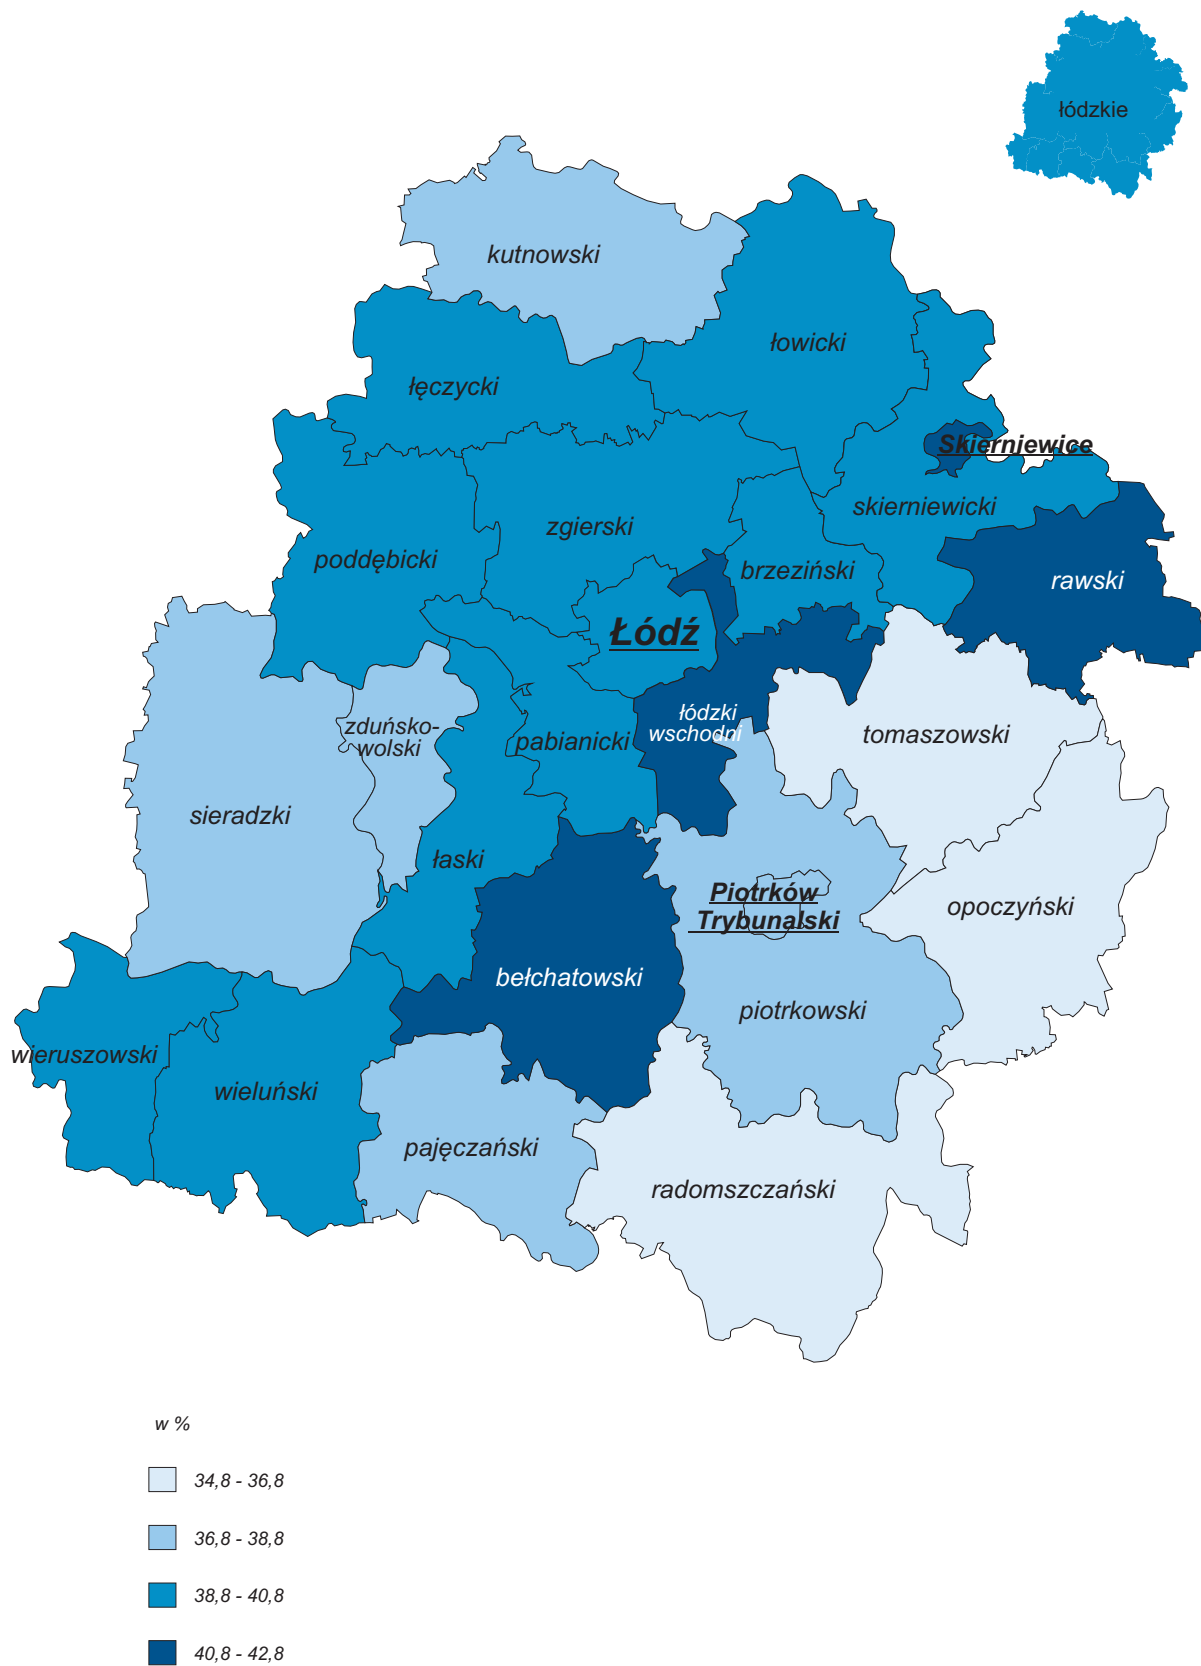 łódzkie
kutnowski
łowicki
łęczycki
Skierniewice
skierniewicki
zgierski
poddębicki
brzeziński
rawski
Łódź
łódzki
wschodni
zduńsko-
wolski
pabianicki
tomaszowski
sieradzki
łaski
Piotrków
Trybunalski
opoczyński
bełchatowski
piotrkowski
wieruszowski
wieluński
pajęczański
radomszczański
w %
34,8 - 36,8
36,8 - 38,8
38,8 - 40,8
40,8 - 42,8